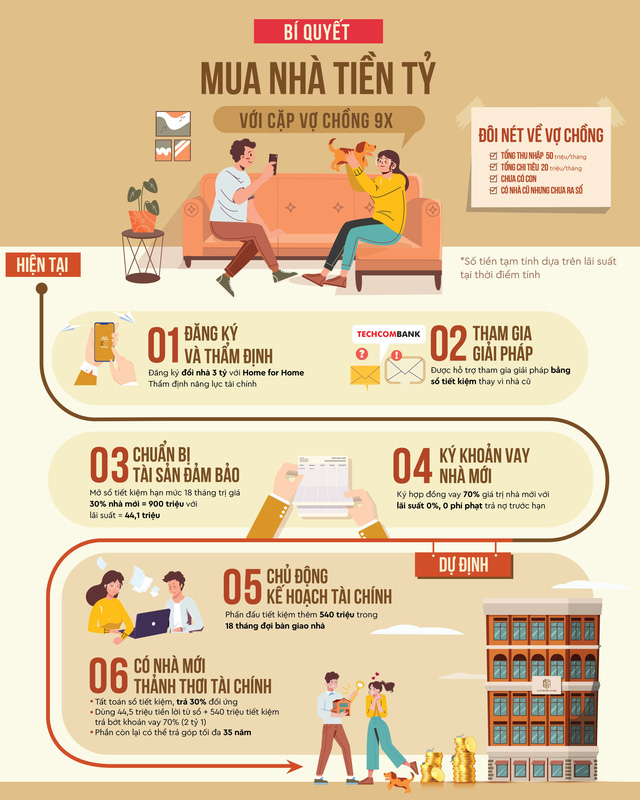 BÍ QUYẾT
MUA NHÀ TIỀN TỶ
VỚI CẶP VỢ CHỒNG 9X
ĐÔI NÉT VỀ VỢ CHỒNG
TỔNG THU NHẬP 50 triệu/tháng
TỔNG CHI TIÊU 20 triệu/tháng
CHƯA CÓ CON
CÓ NHÀ CŨ NHƯNG CHƯA RA SỔ
HIỆN TẠI
*Số tiền tạm tính dựa trên lãi suất
tại thời điểm tính
01 ĐĂNG KÝ
VÀ THẨM ĐỊNH
Đăng ký đổi nhà 3 tỷ với Home for Home
Thẩm định năng lực tài chính
TECHCOMBANK
?
!
02 THAM GIA
GIẢI PHÁP
Được hỗ trợ tham gia giải pháp bằng
sổ tiết kiệm thay vì nhà cũ
03 CHUẨN BỊ
TÀI SẢN ĐẢM BẢO
Mở sổ tiết kiệm hạn mức 18 tháng trị giá
30% nhà mới = 900 triệu với
lãi suất = 44,1 triệu
04 KÝ KHOẢN VAY
NHÀ MỚI
Ký hợp đồng vay 70% giá trị nhà mới với
lãi suất 0%, 0 phí phạt trả nợ trước hạn
DỰ ĐỊNH
05 CHỦ ĐỘNG
KẾ HOẠCH TÀI CHÍNH
Phấn đấu tiết kiệm thêm 540 triệu trong
18 tháng đợi bàn giao nhà
06 CÓ NHÀ MỚI
THẢNH THƠI TÀI CHÍNH
• Tất toán sổ tiết kiệm, trả 30% đối ứng
• Dùng 44,5 triệu tiền lời từ sổ + 540 triệu tiết kiệm
trả bớt khoản vay 70% (2 tỷ 1)
• Phần còn lại có thể trả góp tối đa 35 năm